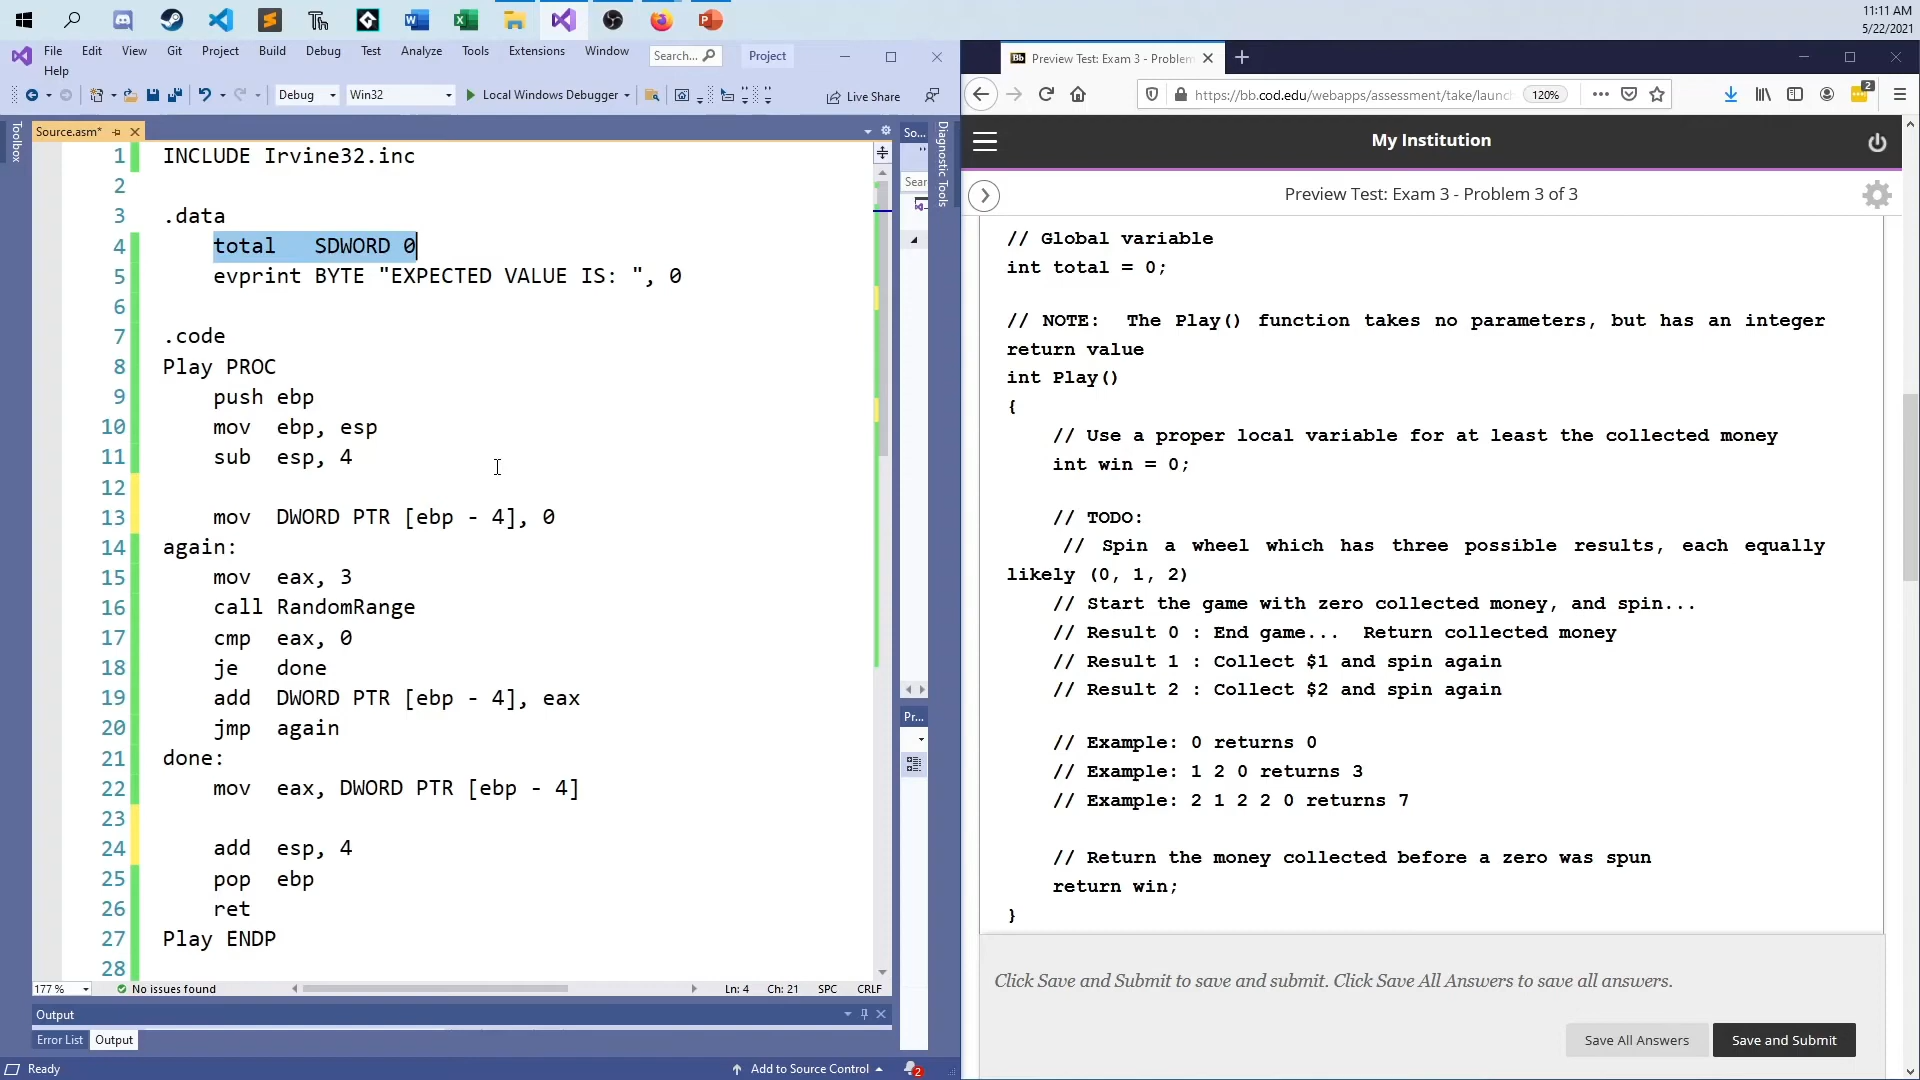 11:11 AM
5/22/2021
File Edit View Git Project Build Debug Test Analyze Tools Extensions Window Search... Project
Help
Debug Win32 Local Windows Debugger Live Share
Source.asm*
Toolbox
1 INCLUDE Irvine32.inc
2
3 .data
4 total SDWORD 0
5 evprint BYTE "EXPECTED VALUE IS: ", 0
6
7 .code
8 Play PROC
9 push ebp
10 mov ebp, esp
11 sub esp, 4
12
13 mov DWORD PTR [ebp - 4], 0
14 again:
15 mov eax, 3
16 call RandomRange
17 cmp eax, 0
18 je done
19 add DWORD PTR [ebp - 4], eax
20 jmp again
21 done:
22 mov eax, DWORD PTR [ebp - 4]
23
24 add esp, 4
25 pop ebp
26 ret
27 Play ENDP
28
177 % No issues found Ln: 4 Ch: 21 SPC CRLF
Output
Error List Output
Ready Add to Source Control 2
So...
Sear
Pr...
Diagnostic Tools
Bb Preview Test: Exam 3 - Problem
https://bb.cod.edu/webapps/assessment/take/launc 120% 2
My Institution
Preview Test: Exam 3 - Problem 3 of 3
// Global variable
int total = 0;
// NOTE: The Play() function takes no parameters, but has an integer
return value
int Play()
{
// Use a proper local variable for at least the collected money
int win = 0;
// TODO:
// Spin a wheel which has three possible results, each equally
likely (0, 1, 2)
// Start the game with zero collected money, and spin...
// Result 0 : End game... Return collected money
// Result 1 : Collect $1 and spin again
// Result 2 : Collect $2 and spin again
// Example: 0 returns 0
// Example: 1 2 0 returns 3
// Example: 2 1 2 2 0 returns 7
// Return the money collected before a zero was spun
return win;
}
Click Save and Submit to save and submit. Click Save All Answers to save all answers.
Save All Answers Save and Submit